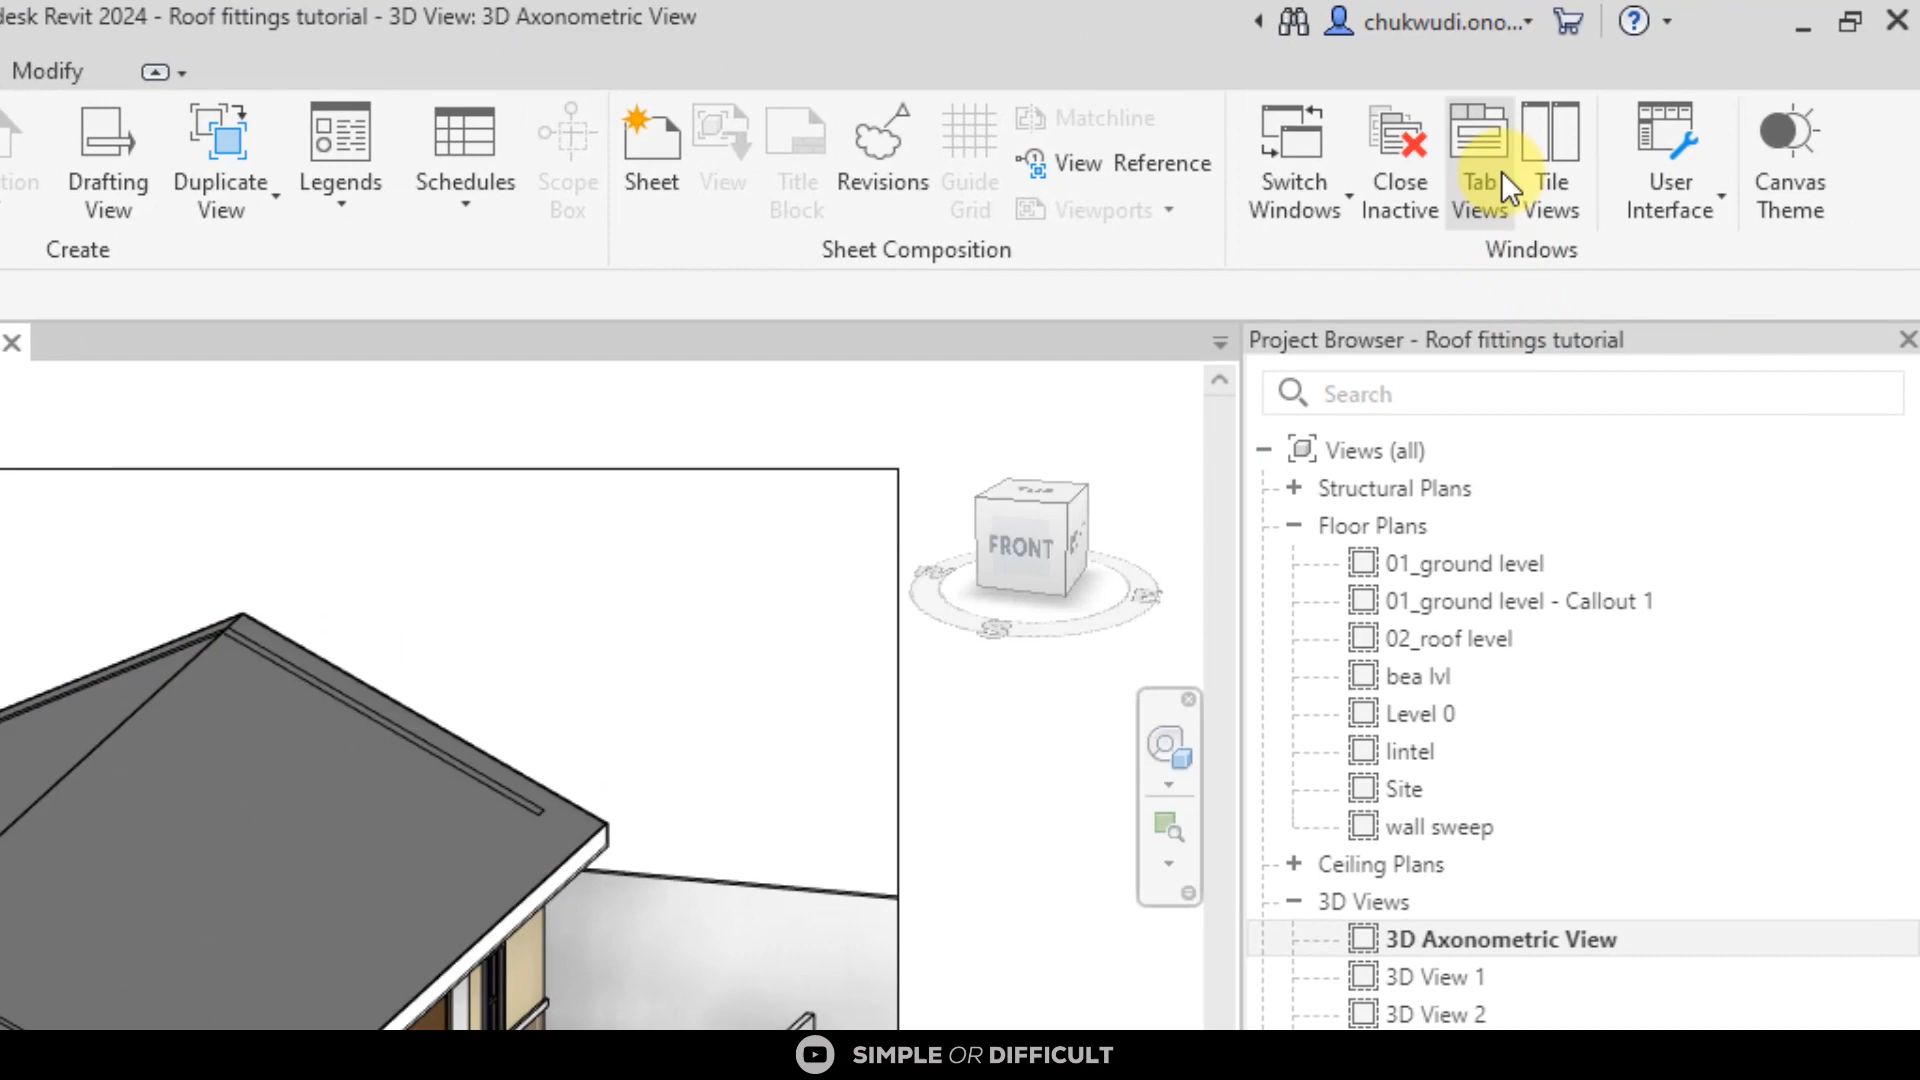 desk Revit 2024 - Roof fittings tutorial - 3D View: 3D Axonometric View
chukwudi.ono...
Modify
tion
Drafting
View
Duplicate
View
Legends
Schedules
Scope
Box
Create
Sheet
View
Title
Block
Revisions
Guide
Grid
Matchline
View Reference
Viewports
Sheet Composition
Switch
Windows
Close
Inactive
Tab
Views
Tile
Views
Windows
User
Interface
Canvas
Theme
Project Browser - Roof fittings tutorial
Search
Views (all)
Structural Plans
Floor Plans
01_ground level
01_ground level - Callout 1
02_roof level
bea lvl
Level 0
lintel
Site
wall sweep
Ceiling Plans
3D Views
3D Axonometric View
3D View 1
3D View 2
FRONT
S
SIMPLE OR DIFFICULT